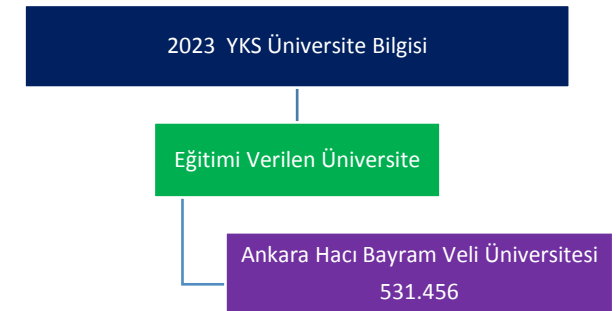 2023 YKS Üniversite Bilgisi
Eğitimi Verilen Üniversite
Ankara Hacı Bayram Veli Üniversitesi
531.456